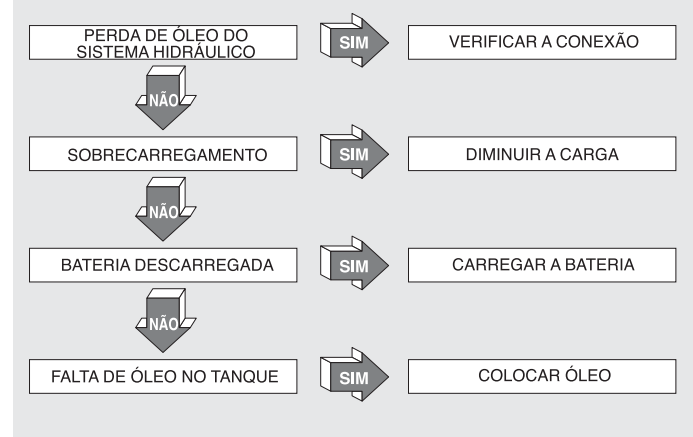 PERDA DE ÓLEO DO
SISTEMA HIDRÁULICO
SIM
VERIFICAR A CONEXÃO
NÃO
SOBRECARREGAMENTO
SIM
DIMINUIR A CARGA
NÃO
BATERIA DESCARREGADA
SIM
CARREGAR A BATERIA
NÃO
FALTA DE ÓLEO NO TANQUE
SIM
COLOCAR ÓLEO